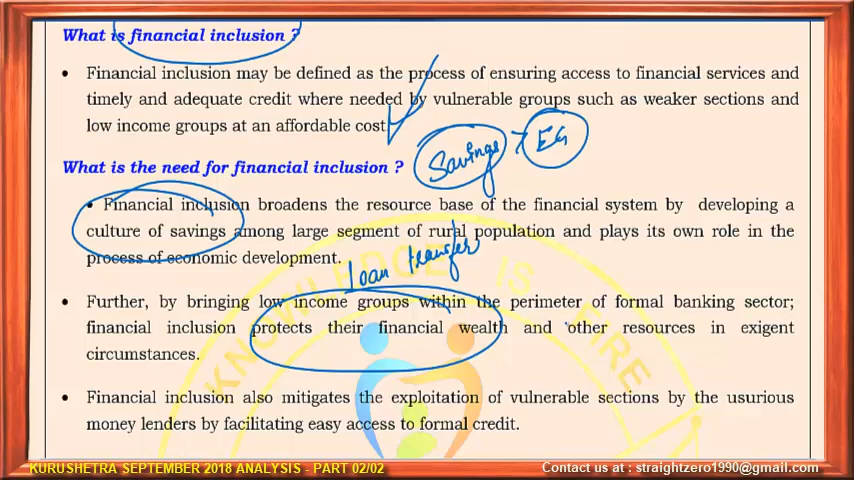 What is financial inclusion ?
• Financial inclusion may be defined as the process of ensuring access to financial services and
timely and adequate credit where needed by vulnerable groups such as weaker sections and
low income groups at an affordable cost
Savings → EG
What is the need for financial inclusion ?
• Financial inclusion broadens the resource base of the financial system by developing a
culture of savings among large segment of rural population and plays its own role in the
process of economic development.
Loan transfer
• Further, by bringing low income groups within the perimeter of formal banking sector;
financial inclusion protects their financial wealth and other resources in exigent
circumstances.
• Financial inclusion also mitigates the exploitation of vulnerable sections by the usurious
money lenders by facilitating easy access to formal credit.
KNOWLEDGE IS FIRE
KURUSHETRA SEPTEMBER 2018 ANALYSIS - PART 02/02
Contact us at : straightzero1990@gmail.com